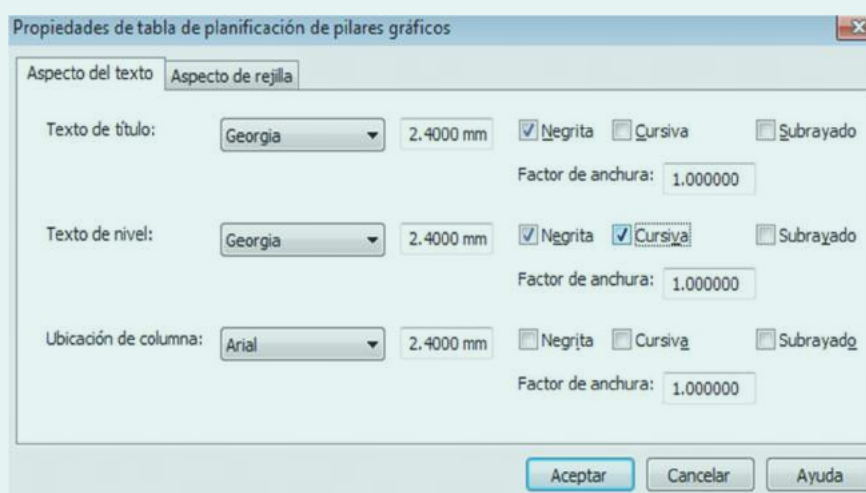 Propiedades de tabla de planificación de pilares gráficos
Aspecto del texto Aspecto de rejilla
Texto de título: Georgia 2.4000 mm Negrita Cursiva Subrayado
Factor de anchura: 1.000000
Texto de nivel: Georgia 2.4000 mm Negrita Cursiva Subrayado
Factor de anchura: 1.000000
Ubicación de columna: Arial 2.4000 mm Negrita Cursiva Subrayado
Factor de anchura: 1.000000
Aceptar Cancelar Ayuda